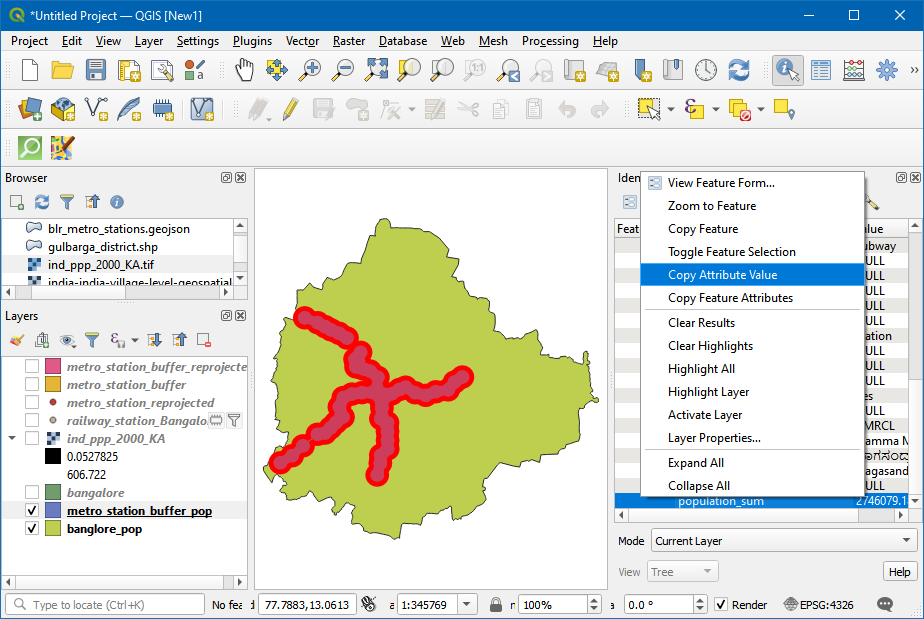 *Untitled Project — QGIS [New1]
Project Edit View Layer Settings Plugins Vector Raster Database Web Mesh Processing Help
Browser
blr_metro_stations.geojson
gulbarga_district.shp
ind_ppp_2000_KA.tif
india-india-village-level-geospatial
Layers
metro_station_buffer_reprojecte
metro_station_buffer
metro_station_reprojected
railway_station_Bangalo
ind_ppp_2000_KA
0.0527825
606.722
bangalore
metro_station_buffer_pop
banglore_pop
Iden
View Feature Form...
Zoom to Feature
Copy Feature
Toggle Feature Selection
Copy Attribute Value
Copy Feature Attributes
Clear Results
Clear Highlights
Highlight All
Highlight Layer
Activate Layer
Layer Properties...
Expand All
Collapse All
Feat
alue
ubway
ULL
ULL
ULL
ULL
ation
ULL
ULL
ULL
es
ULL
MRCL
amma M
agasand
ULL
population_sum 2746079.1
Mode Current Layer
View Tree Help
Type to locate (Ctrl+K) No fea 77.7883,13.0613 1:345769 100% 0.0 ° Render EPSG:4326